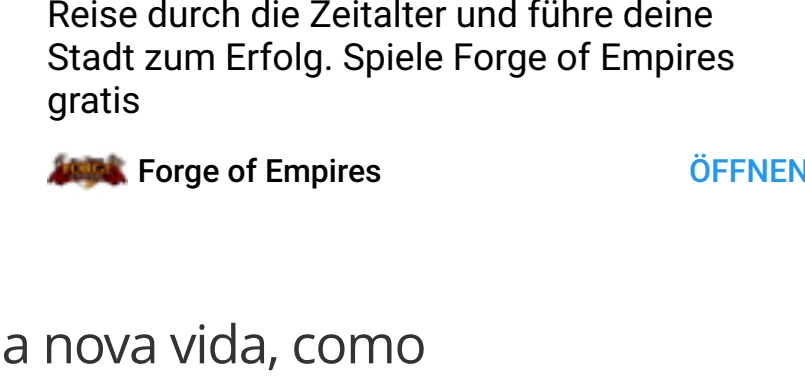 Reise durch die Zeitalter und führe deine
Stadt zum Erfolg. Spiele Forge of Empires
gratis
FORGE
Forge of Empires
ÖFFNEN
a nova vida, como